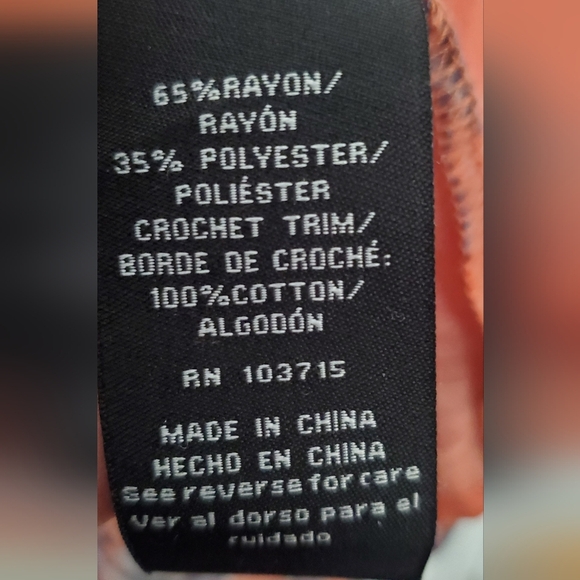 65%RAYON/
RAYÓN
35% POLYESTER/
POLIÉSTER
CROCHET TRIM/
BORDE DE CROCHÉ:
100%COTTON/
ALGODÓN
RN 103715
MADE IN CHINA
HECHO EN CHINA
See reverse for care
Ver al dorso para el
cuidado